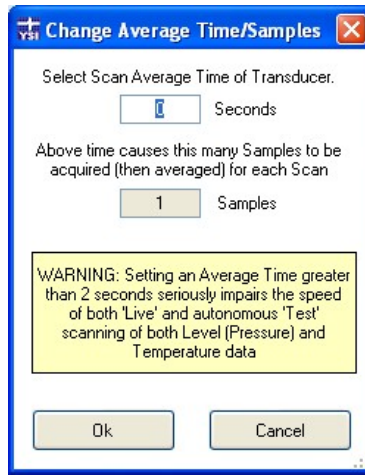 YSI Change Average Time/Samples
Select Scan Average Time of Transducer.
0 Seconds
Above time causes this many Samples to be
acquired (then averaged) for each Scan
1 Samples
WARNING: Setting an Average Time greater
than 2 seconds seriously impairs the speed
of both 'Live' and autonomous 'Test'
scanning of both Level (Pressure) and
Temperature data
Ok Cancel